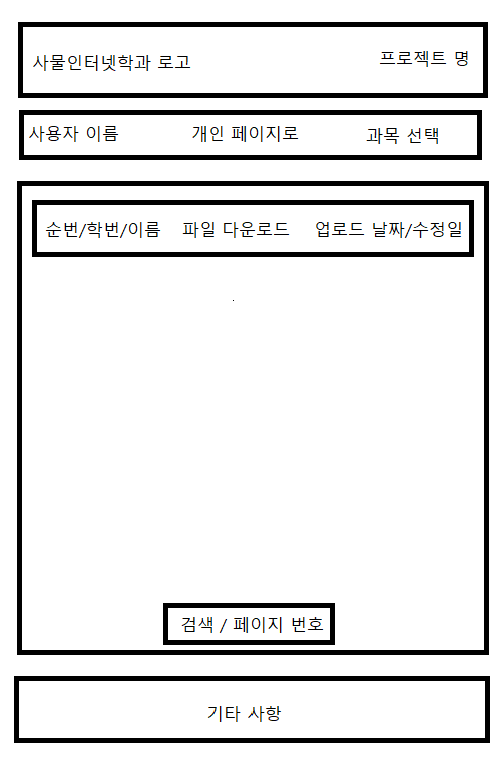 사물인터넷학과 로고
프로젝트 명
사용자 이름
개인 페이지로
과목 선택
순번/학번/이름
파일 다운로드
업로드 날짜/수정일
검색 / 페이지 번호
기타 사항